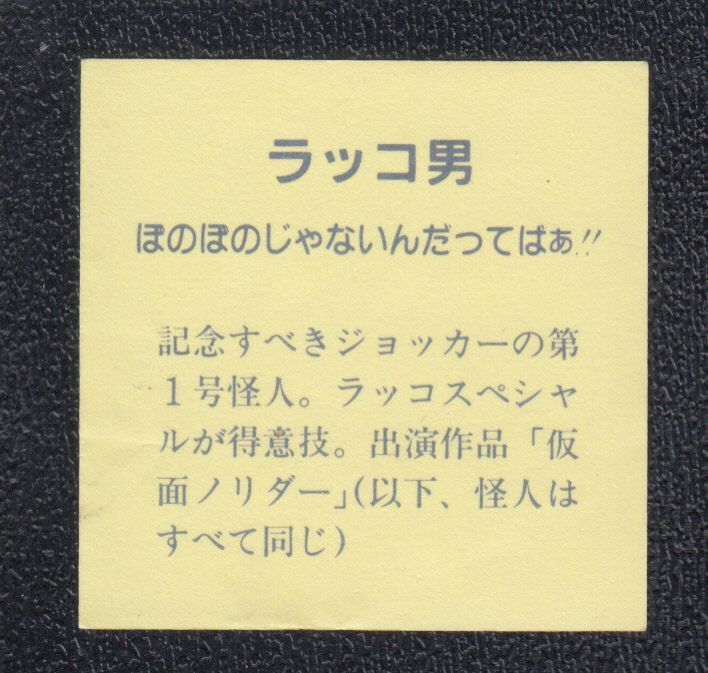 ラッコ男
ぽのぽのじゃないんだってばぁ!!
記念すべきジョッカーの第
1号怪人。ラッコスペシャ
ルが得意技。出演作品「仮
面ノリダー」(以下、怪人は
すべて同じ)